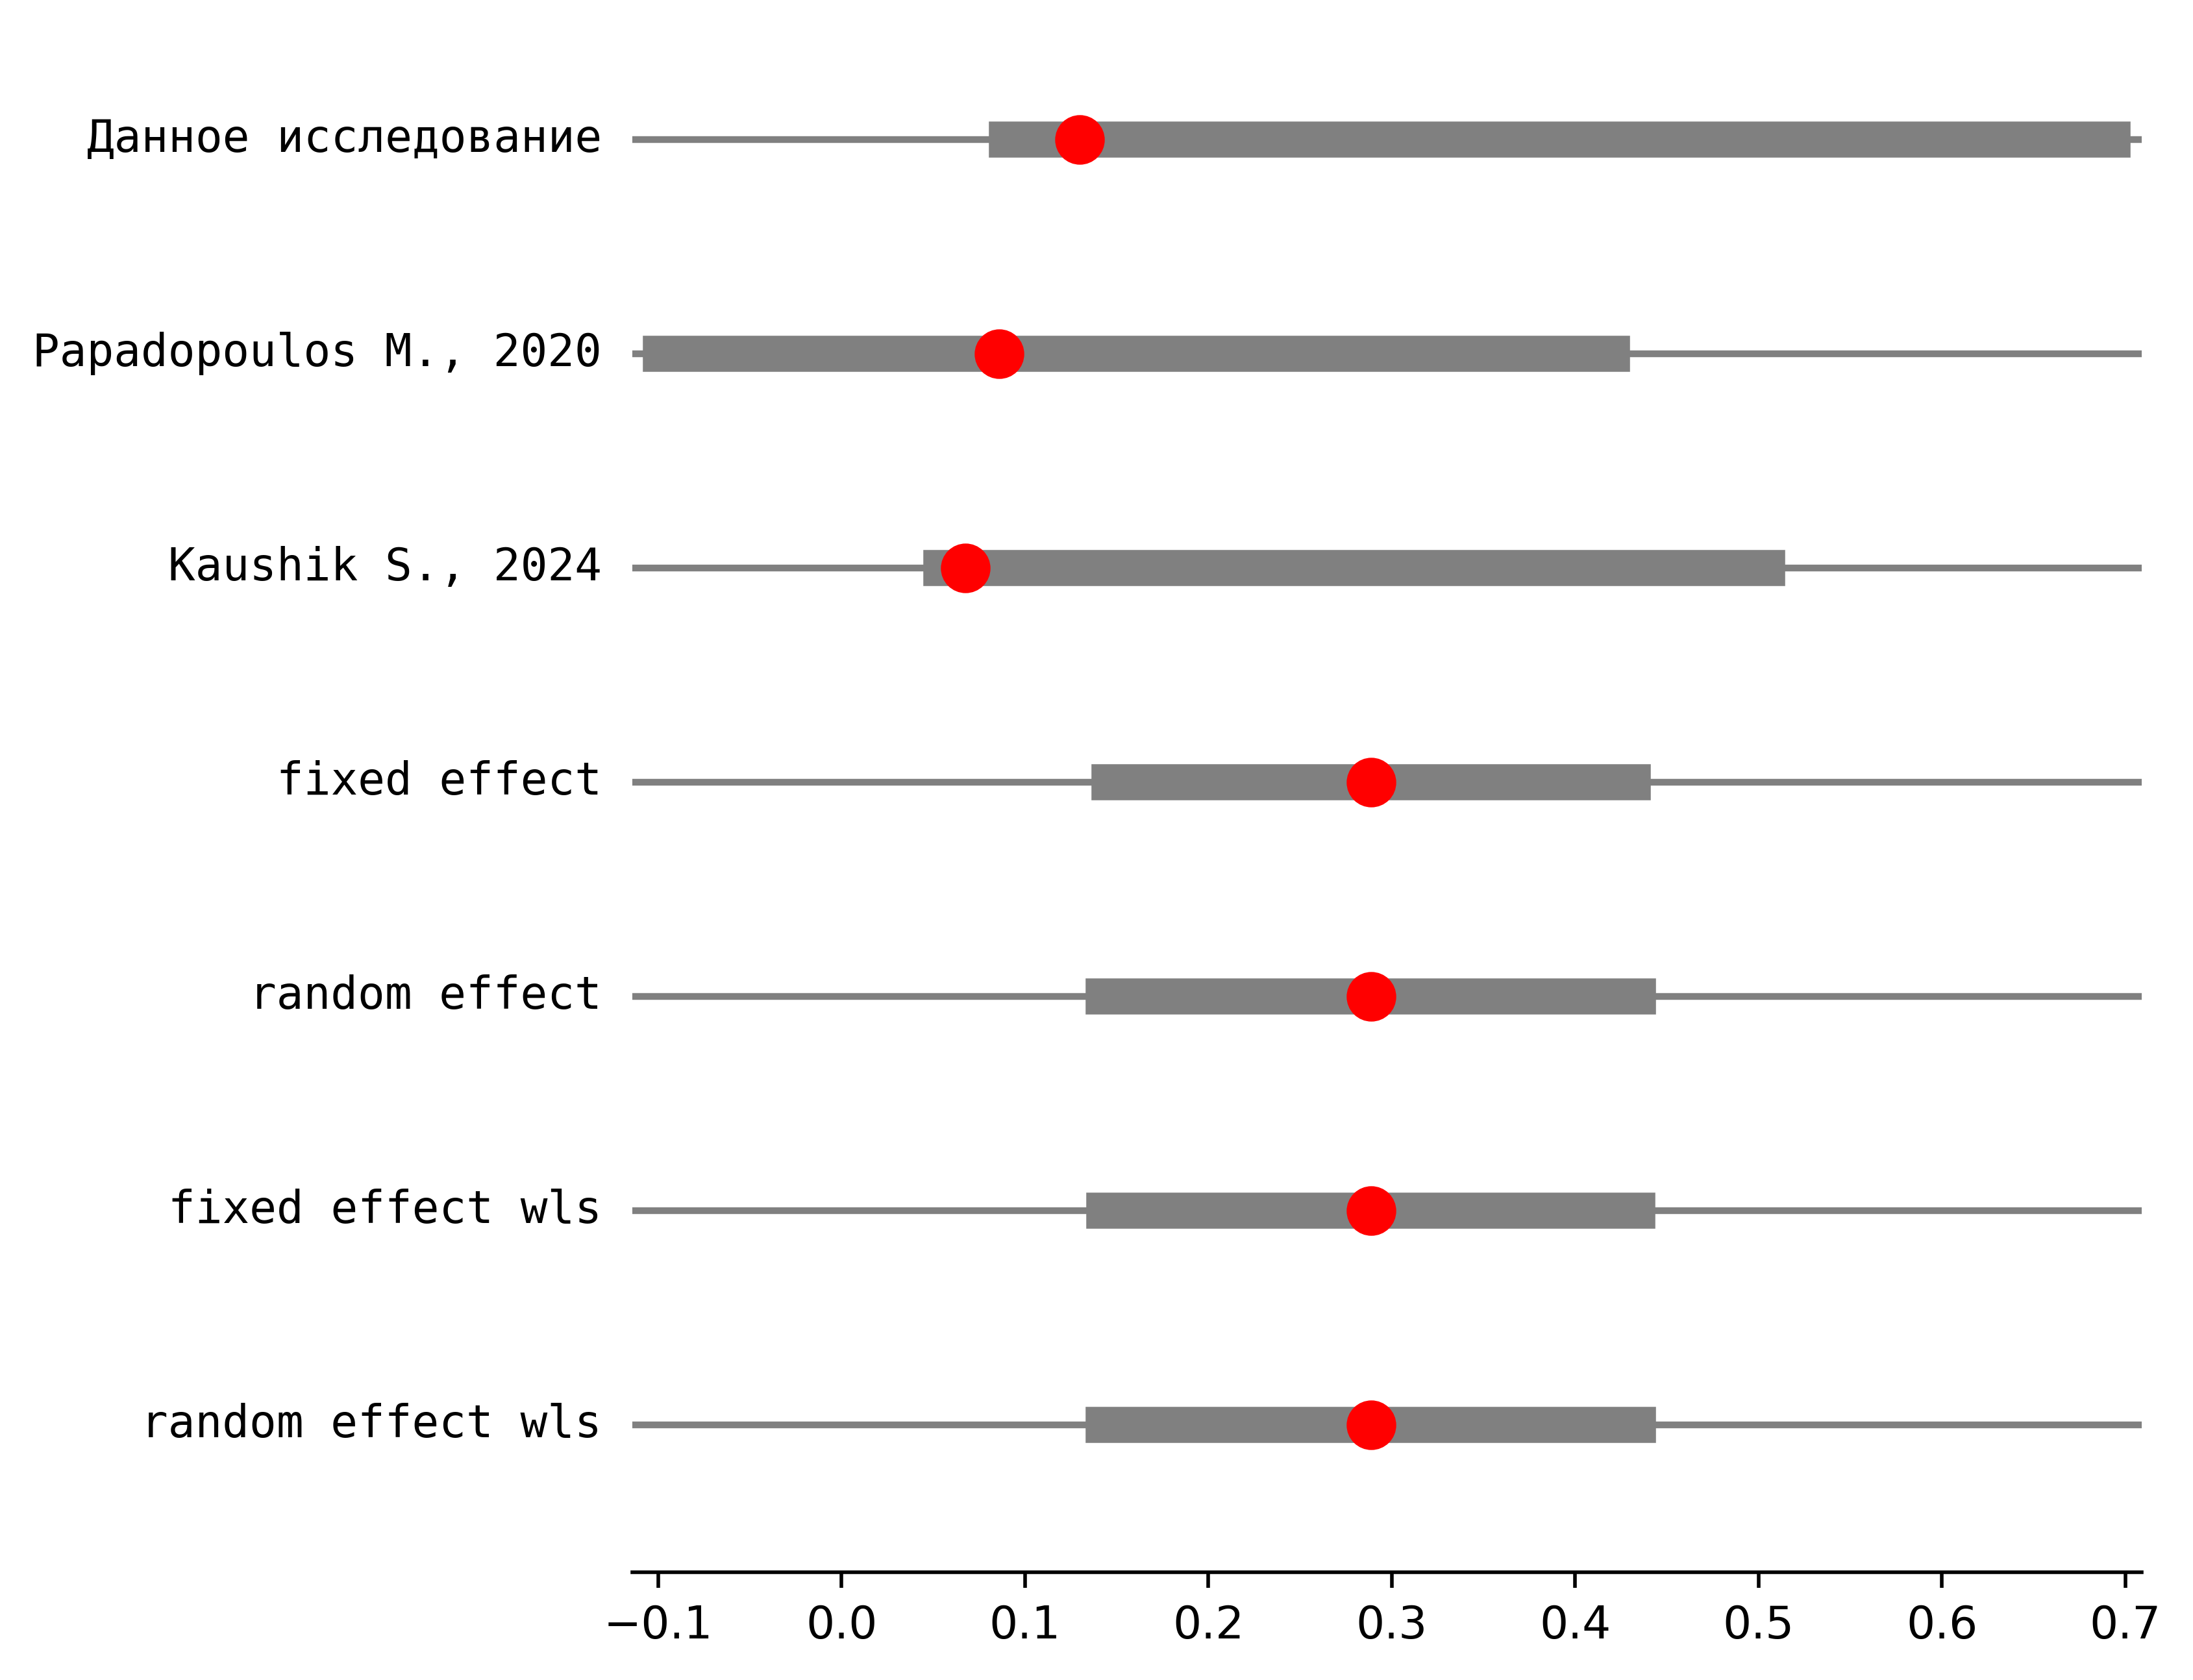 Данное исследование
Papadopoulos M., 2020
Kaushik S., 2024
fixed effect
random effect
fixed effect wls
random effect wls
−0.1 0.0 0.1 0.2 0.3 0.4 0.5 0.6 0.7